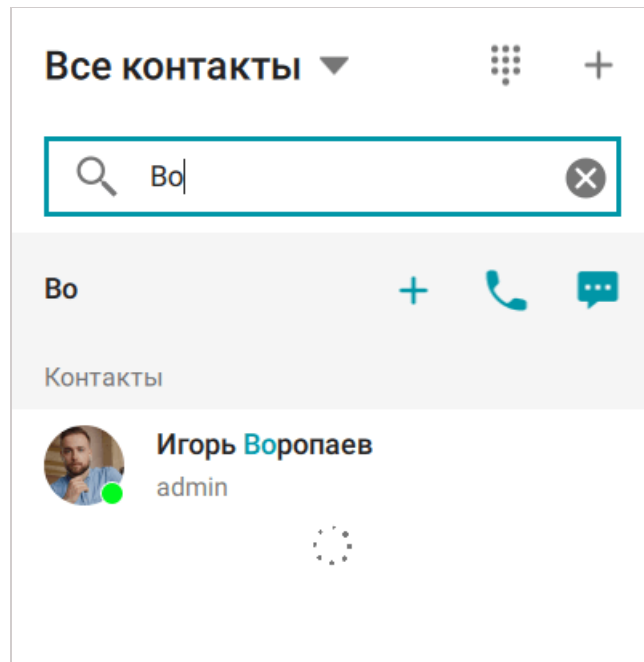 Все контакты
Во
Во
Контакты
Игорь Воропаев
admin